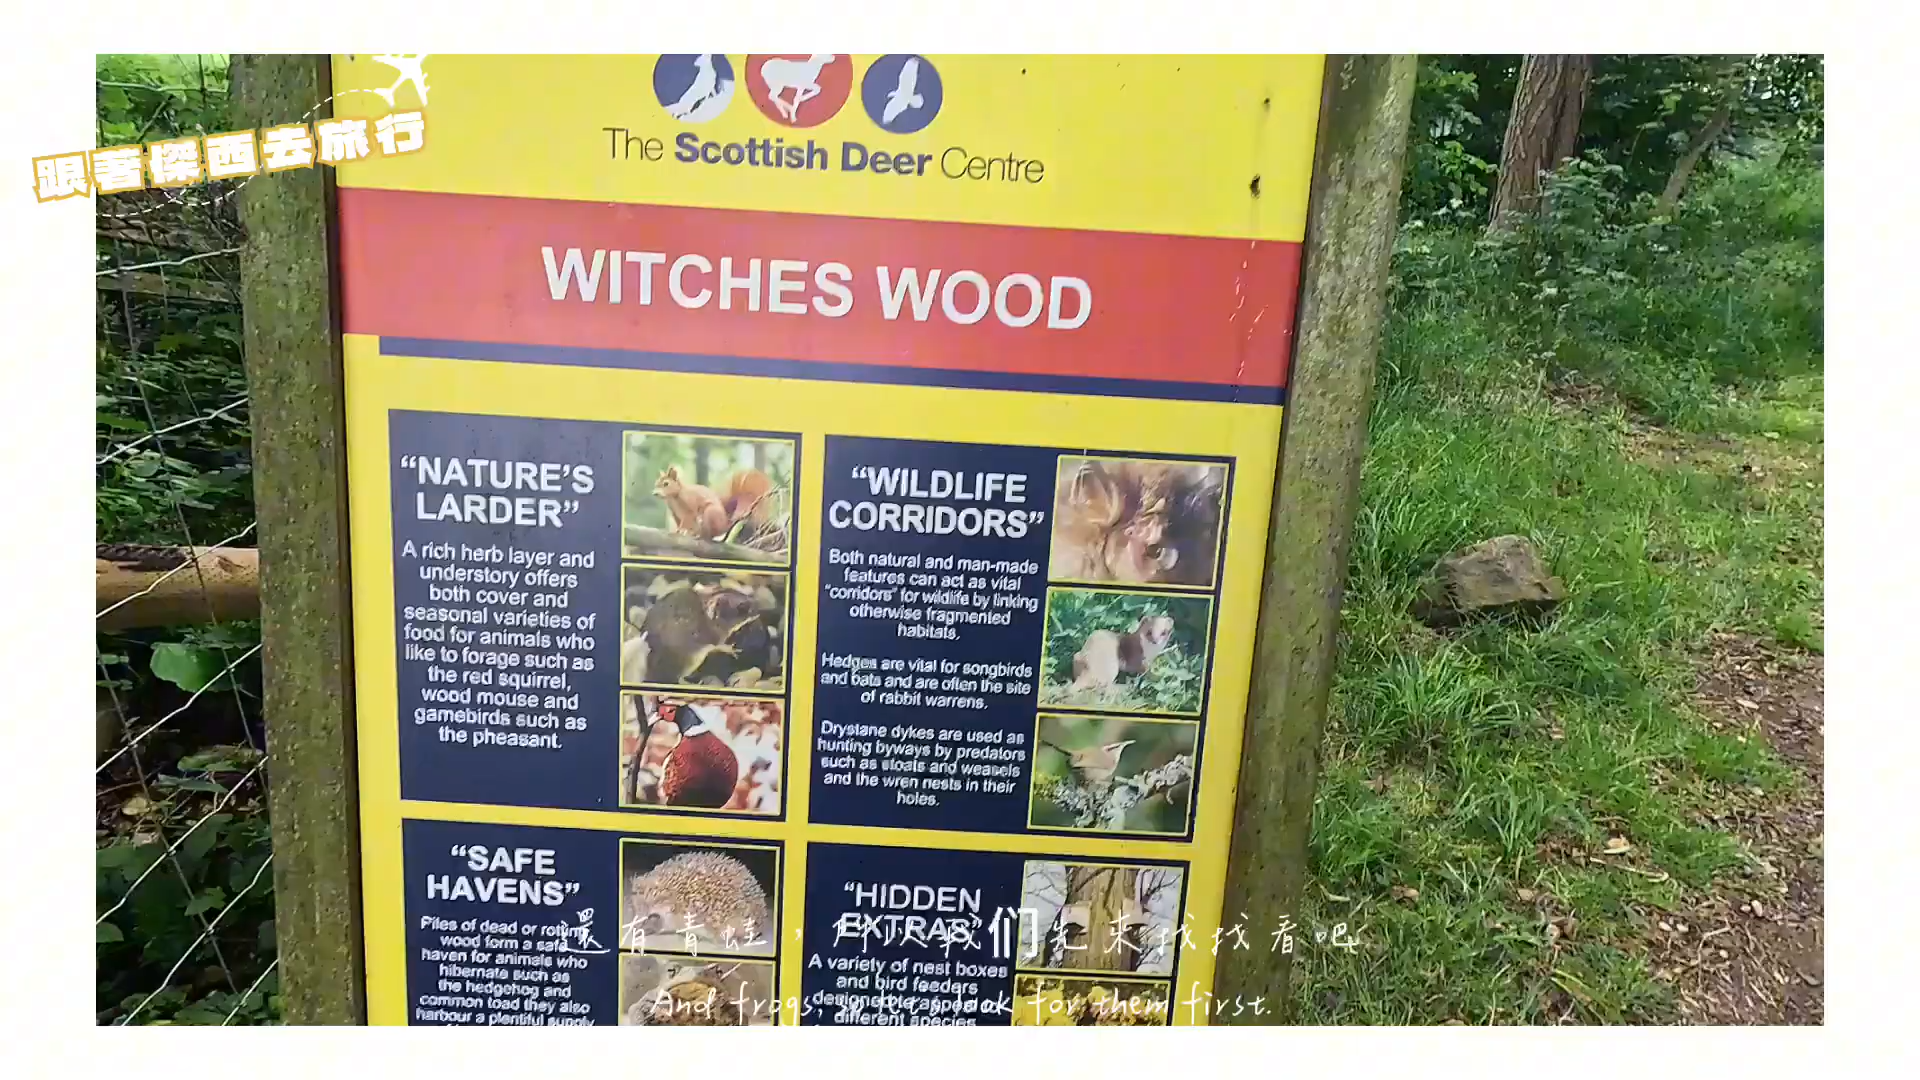 跟著傑西去旅行
The Scottish Deer Centre
WITCHES WOOD
“NATURE’S
LARDER”
A rich herb layer and
understory offers
both cover and
seasonal varieties of
food for animals who
like to forage such as
the red squirrel,
wood mouse and
gamebirds such as
the pheasant.
“WILDLIFE
CORRIDORS”
Both natural and man-made
features can act as vital
“corridors” for wildlife by linking
otherwise fragmented
habitats.
Hedges are vital for songbirds
and bats and are often the site
of rabbit warrens.
Drystane dykes are used as
hunting byways by predators
such as stoats and weasels
and the wren nests in their
holes.
“SAFE
HAVENS”
Piles of dead or rotting
wood form a safe
haven for animals who
hibernate such as
the hedgehog and
common toad they also
harbour a plentiful supply
“HIDDEN
EXTRAS”
A variety of nest boxes
and bird feeders
different species
還有青蛙，所以我们先来找找看吧
And frogs, so let's look for them first.